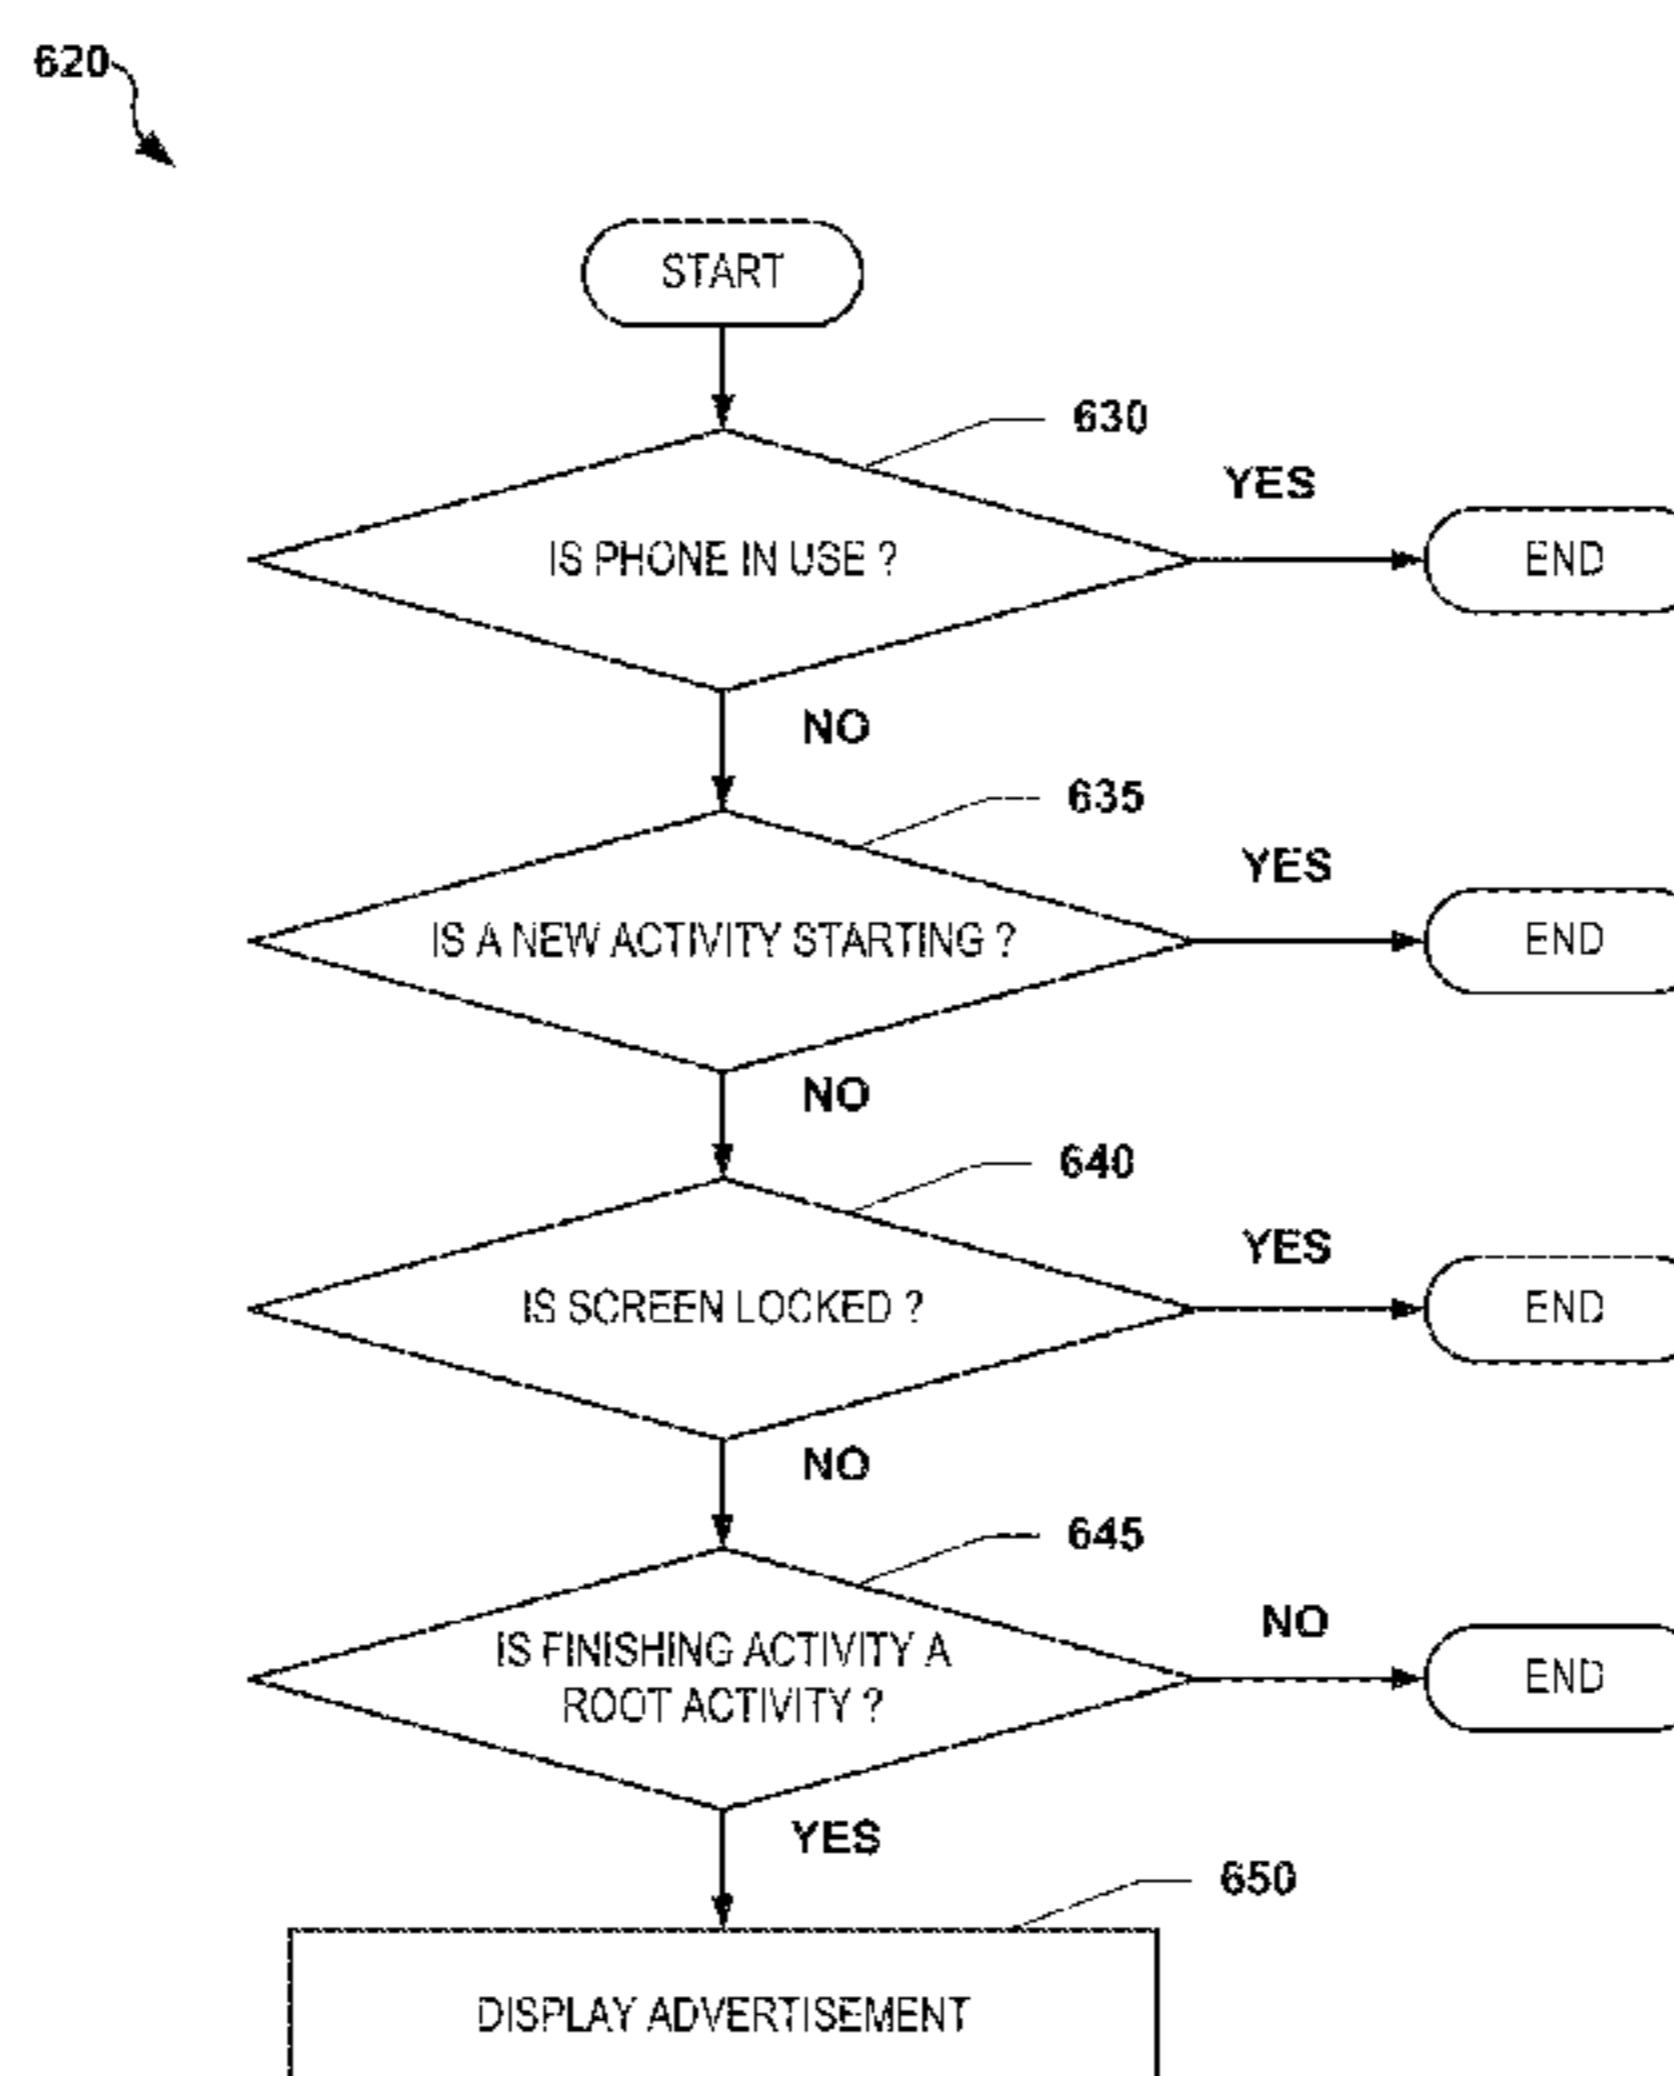 620
START
630
YES
IS PHONE IN USE ?
END
NO
635
YES
IS A NEW ACTIVITY STARTING ?
END
NO
640
YES
IS SCREEN LOCKED ?
END
NO
645
NO
IS FINISHING ACTIVITY A
ROOT ACTIVITY ?
END
YES
650
DISPLAY ADVERTISEMENT